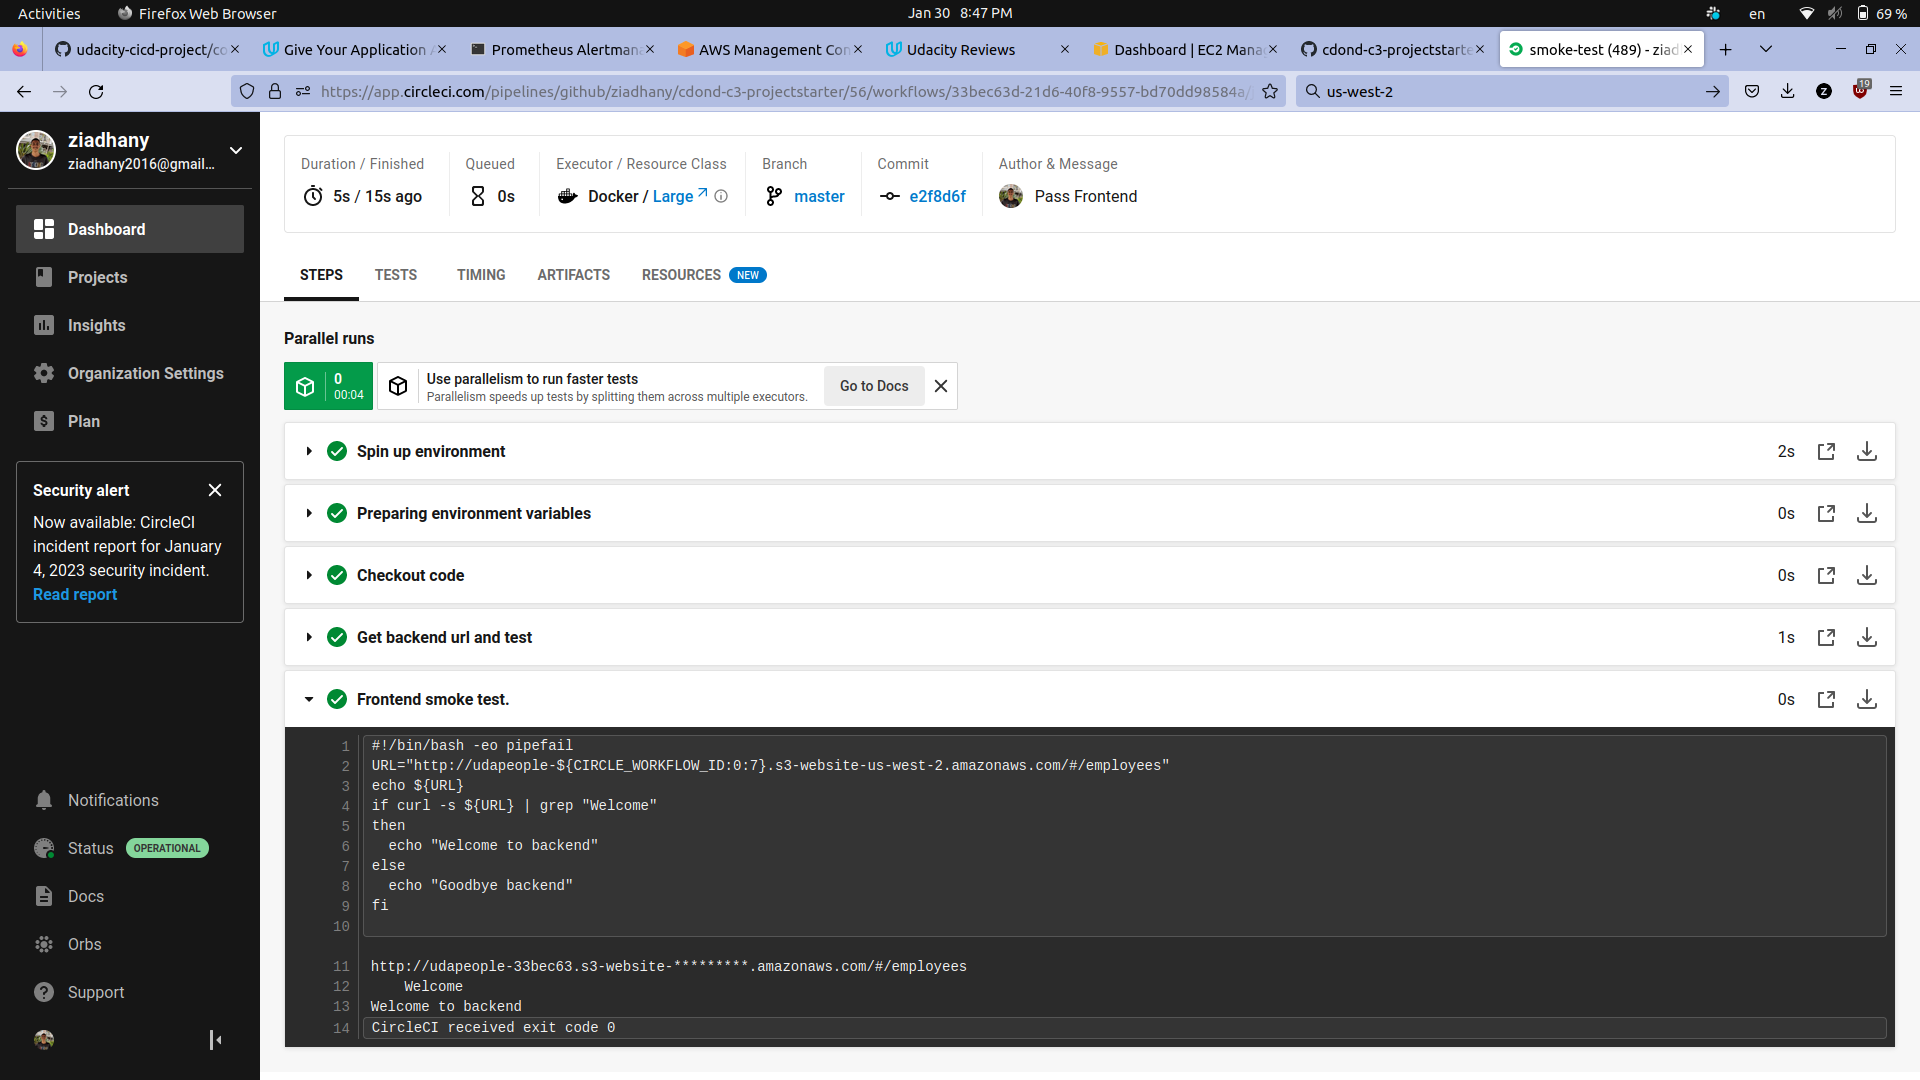 Activities
Firefox Web Browser
Jan 30 8:47 PM
en
69 %
udacity-cicd-project/co
Give Your Application
Prometheus Alertman
AWS Management Con
Udacity Reviews
Dashboard | EC2 Mana
cdond-c3-projectstarte
smoke-test (489) - ziad
https://app.circleci.com/pipelines/github/ziadhany/cdond-c3-projectstarter/56/workflows/33bec63d-21d6-40f8-9557-bd70dd98584a/
us-west-2
19
ziadhany
ziadhany2016@gmail...
Dashboard
Projects
Insights
Organization Settings
Plan
Security alert
Now available: CircleCI
incident report for January
4, 2023 security incident.
Read report
Notifications
Status OPERATIONAL
Docs
Orbs
Support
Duration / Finished
5s / 15s ago
Queued
0s
Executor / Resource Class
Docker / Large
Branch
master
Commit
e2f8d6f
Author & Message
Pass Frontend
STEPS
TESTS
TIMING
ARTIFACTS
RESOURCES NEW
Parallel runs
0
00:04
Use parallelism to run faster tests
Parallelism speeds up tests by splitting them across multiple executors.
Go to Docs
Spin up environment 2s
Preparing environment variables 0s
Checkout code 0s
Get backend url and test 1s
Frontend smoke test. 0s
1 #!/bin/bash -eo pipefail
2 URL="http://udapeople-${CIRCLE_WORKFLOW_ID:0:7}.s3-website-us-west-2.amazonaws.com/#/employees"
3 echo ${URL}
4 if curl -s ${URL} | grep "Welcome"
5 then
6   echo "Welcome to backend"
7 else
8   echo "Goodbye backend"
9 fi
10
11 http://udapeople-33bec63.s3-website-*********.amazonaws.com/#/employees
12     Welcome
13 Welcome to backend
14 CircleCI received exit code 0